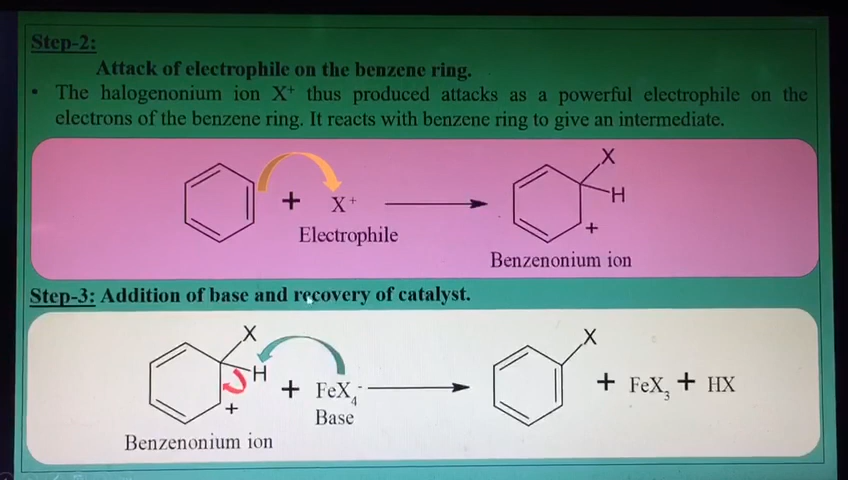 Step-2:
Attack of electrophile on the benzene ring.
• The halogenonium ion X⁺ thus produced attacks as a powerful electrophile on the
electrons of the benzene ring. It reacts with benzene ring to give an intermediate.
X
H
+ X⁺
+
Electrophile
Benzenonium ion
Step-3: Addition of base and recovery of catalyst.
X X
H
+ FeX₄⁻ + FeX₃ + HX
+
Base
Benzenonium ion